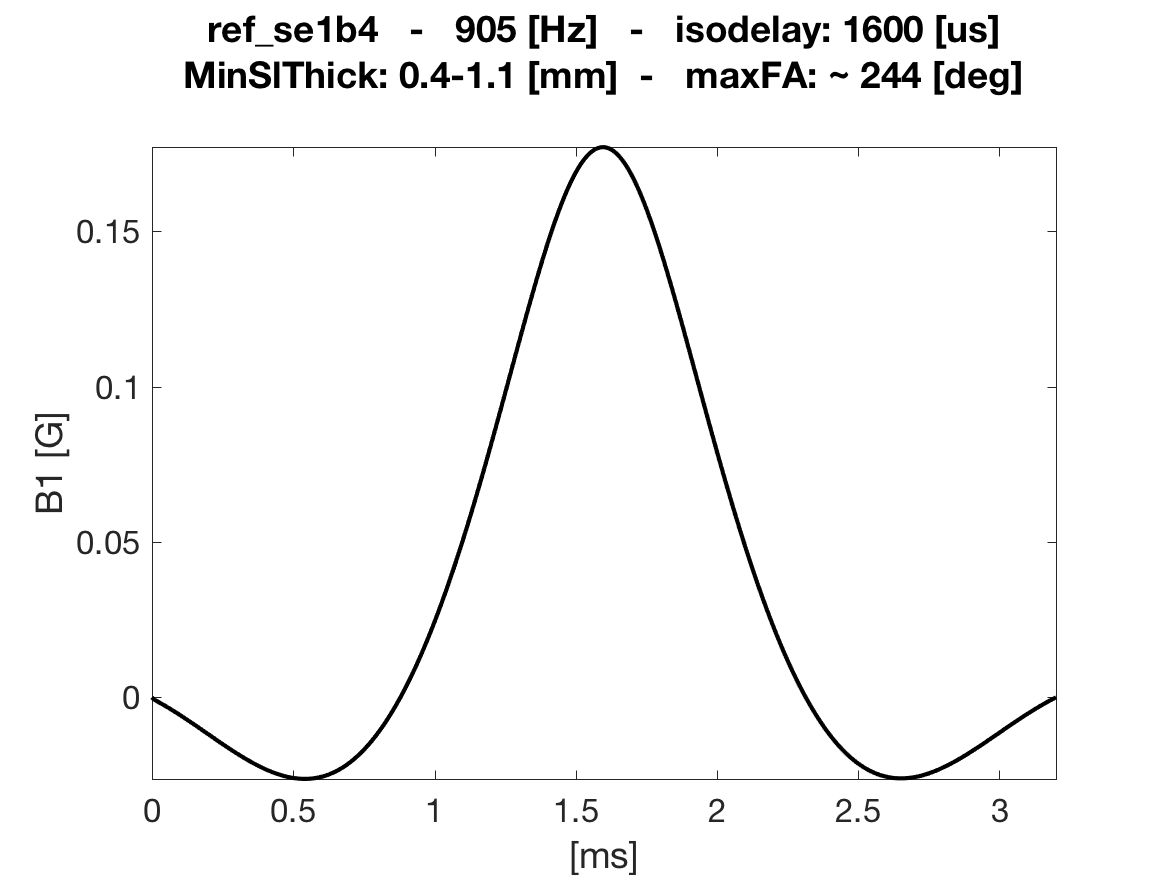 ref_se1b4 - 905 [Hz] - isodelay: 1600 [us]
MinSlThick: 0.4-1.1 [mm] - maxFA: ~ 244 [deg]
0.15
0.1
0.05
0
B1 [G]
0 0.5 1 1.5 2 2.5 3
[ms]